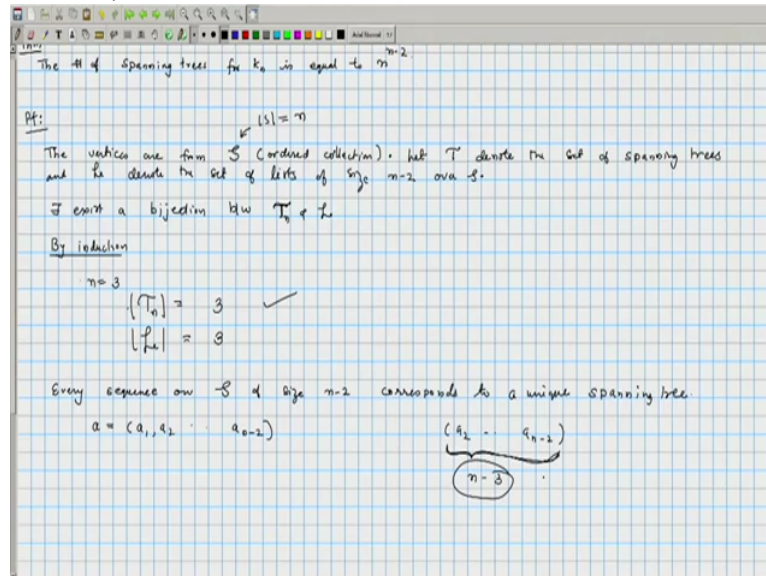 Thm
The # of spanning trees for Kn is equal to n^{n-2}
Pf:
|S| = n
The vertices are from S (ordered collection). Let T denote the set of spanning trees
and L denote the set of lists of size n-2 over S.
∃ exist a bijection b/w Tn & L
By induction
n = 3
|Tn| = 3 ✓
|L| = 3
Every sequence on S of size n-2 corresponds to a unique spanning tree.
a = (a1, a2 .. an-2) (a2 -.. an-2)
n-3